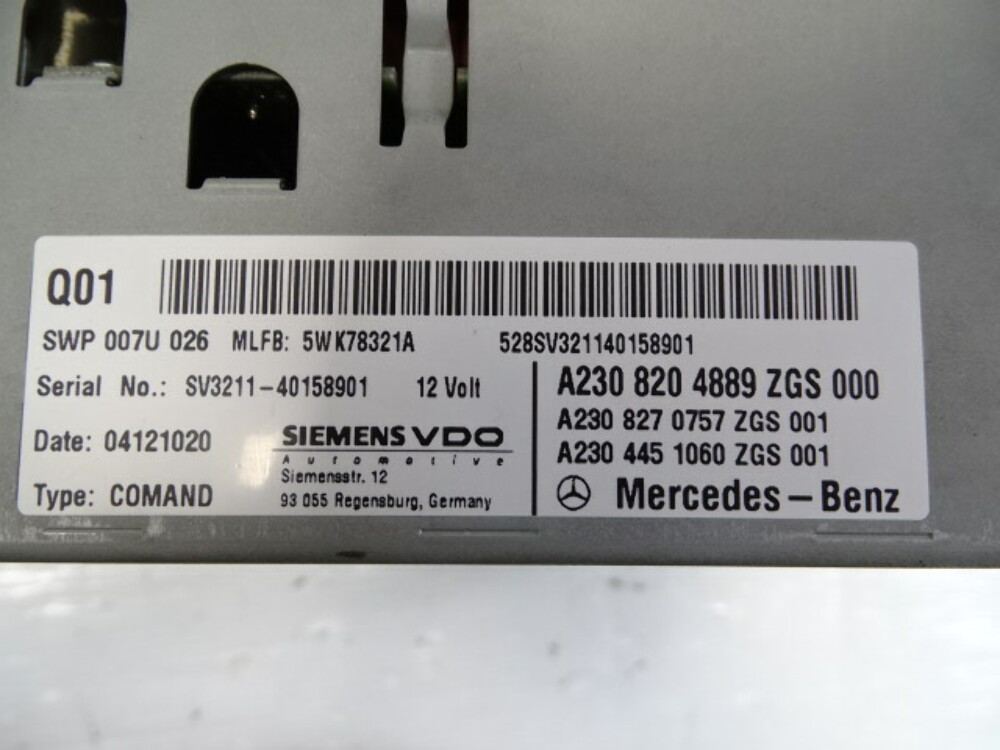 Q01
SWP 007U 026 MLFB: 5WK78321A 528SV321140158901
Serial No.: SV3211-40158901 12 Volt
A230 820 4889 ZGS 000
A230 827 0757 ZGS 001
A230 445 1060 ZGS 001
Mercedes-Benz
Date: 04121020
SIEMENS VDO
Automotive
Siemensstr. 12
93 055 Regensburg, Germany
Type: COMAND